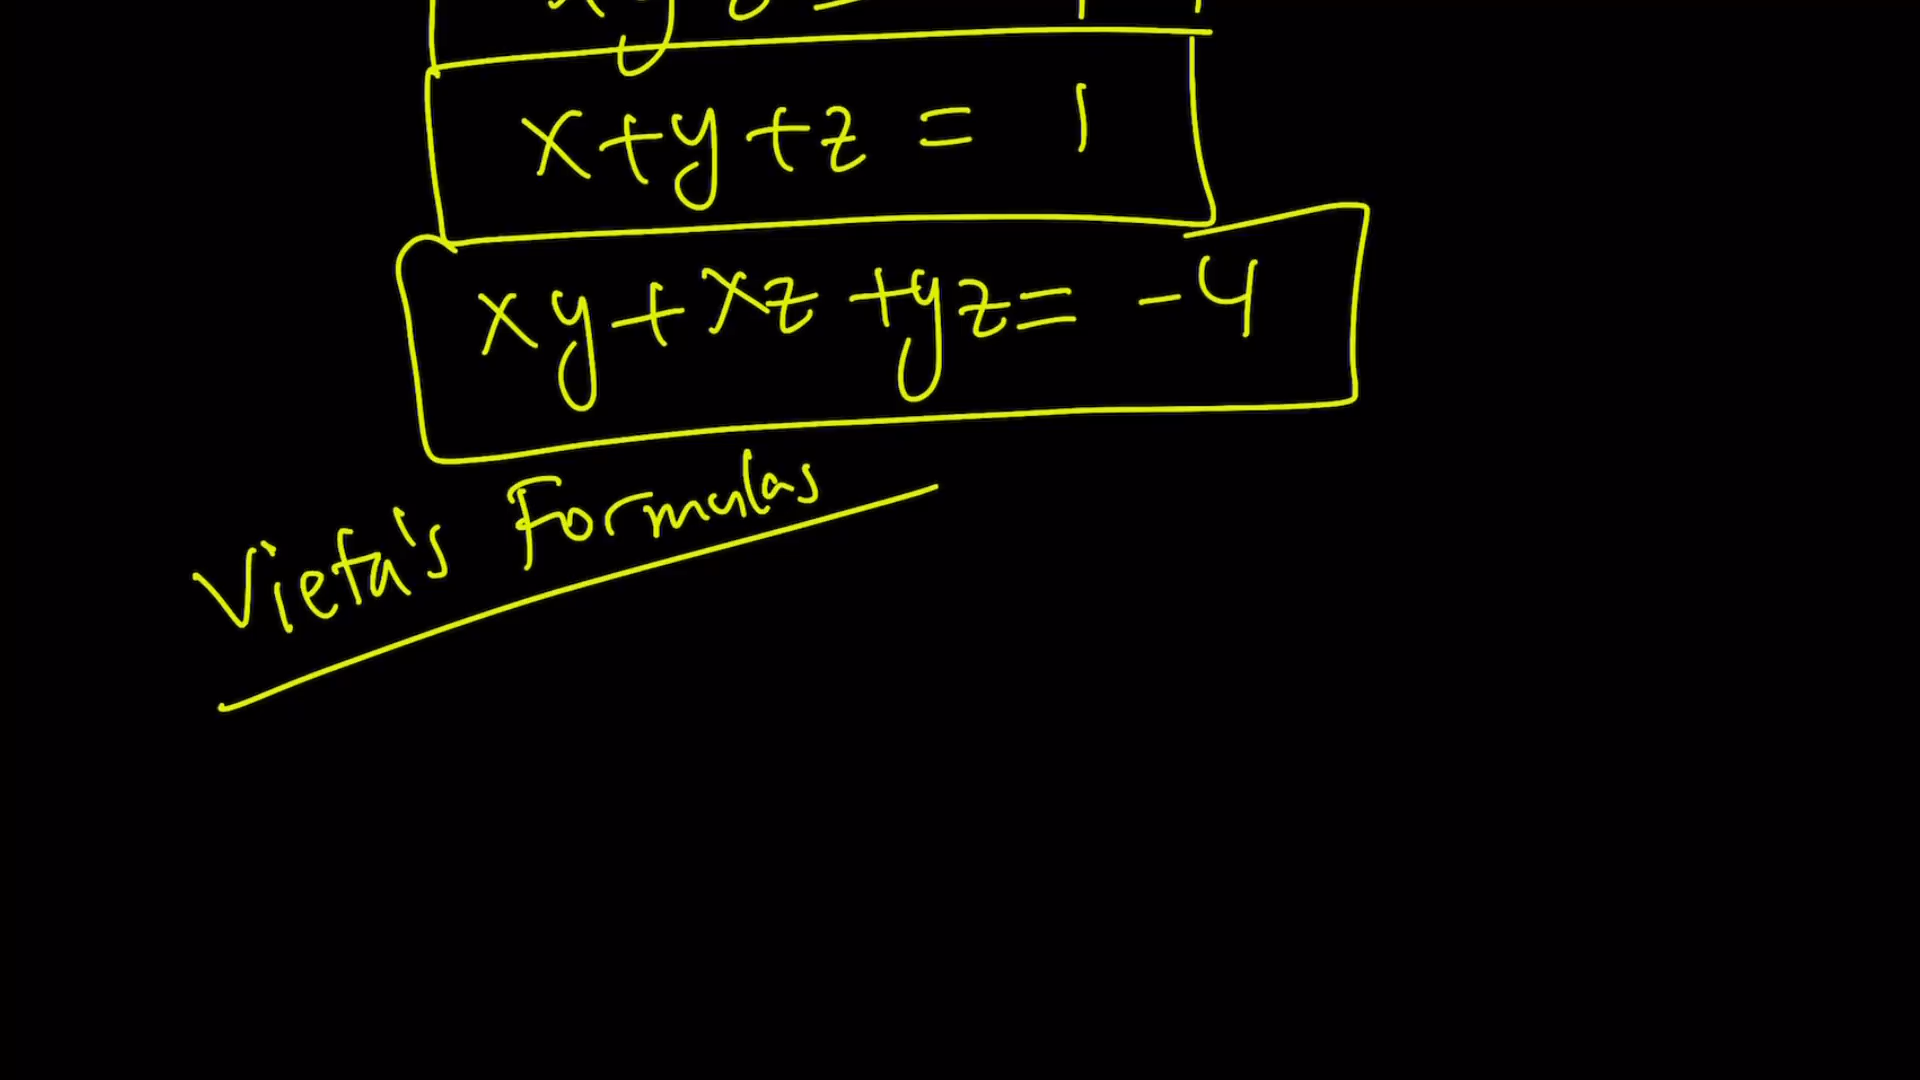 x+y+z = 1
xy+xz+yz= -4
Vieta's Formulas